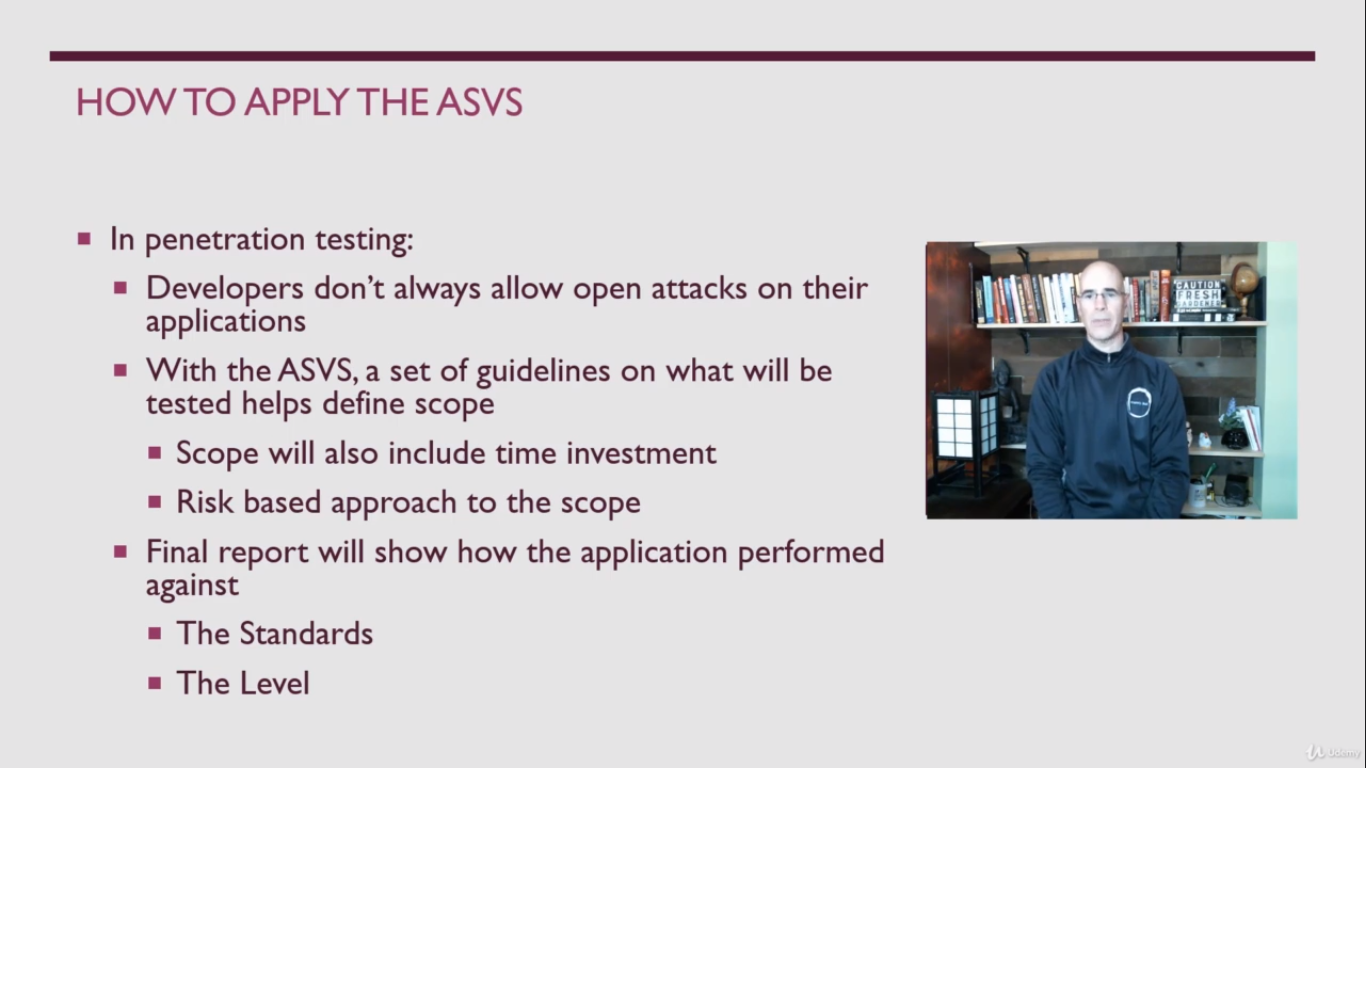 HOW TO APPLY THE ASVS
In penetration testing:
Developers don’t always allow open attacks on their
applications
With the ASVS, a set of guidelines on what will be
tested helps define scope
Scope will also include time investment
Risk based approach to the scope
Final report will show how the application performed
against
The Standards
The Level
CAUTION
FRESH
GARDENER
Udemy